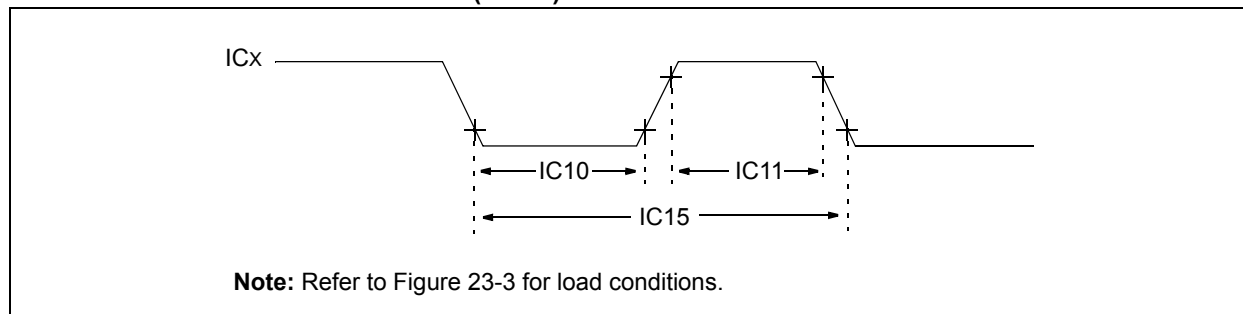 ICx
IC10
IC11
IC15
Note: Refer to Figure 23-3 for load conditions.